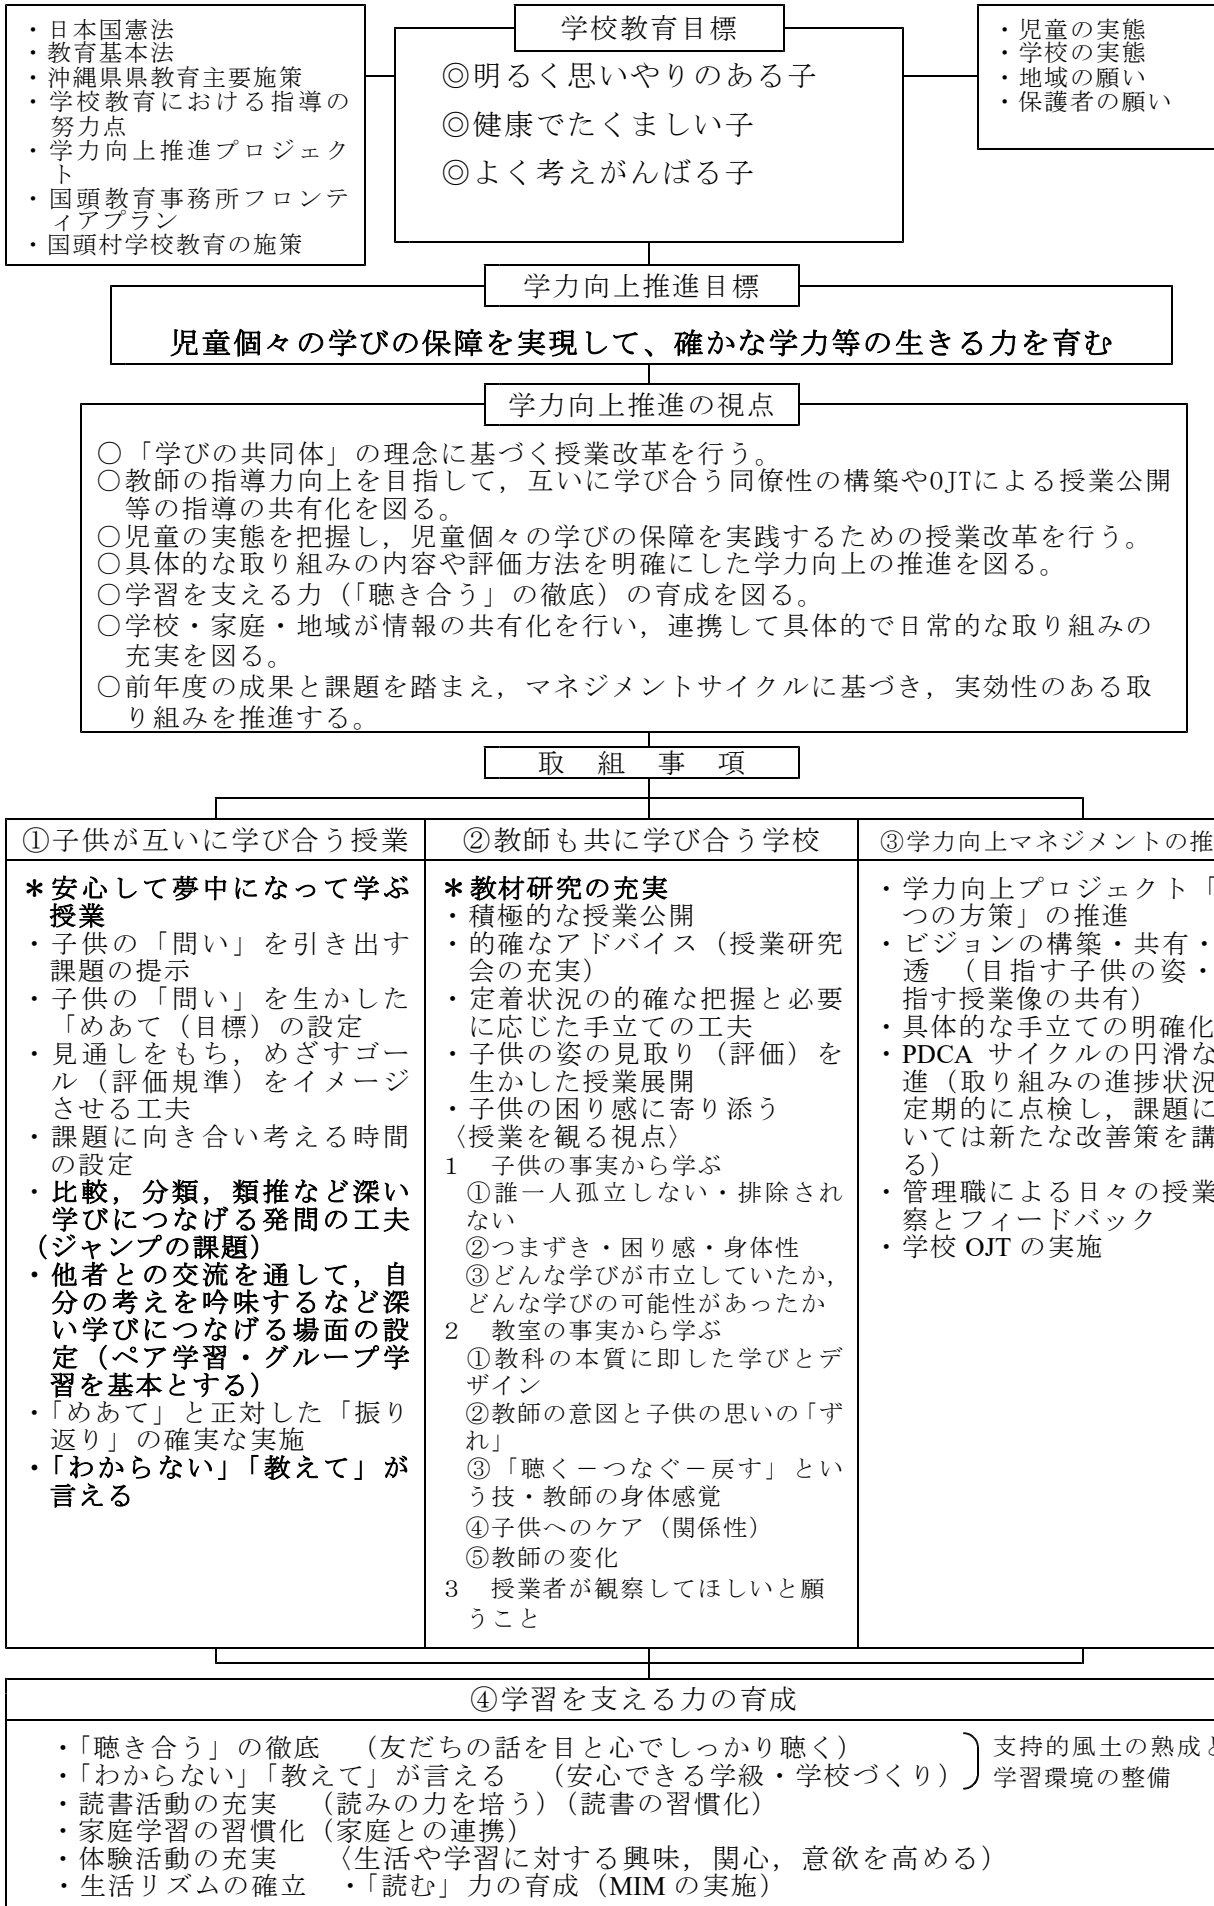 ・日本国憲法
・教育基本法
・沖縄県県教育主要施策
・学校教育における指導の
努力点
・学力向上推進プロジェク
ト
・国頭教育事務所フロンテ
ィアプラン
・国頭村学校教育の施策
学校教育目標
◎明るく思いやりのある子
◎健康でたくましい子
◎よく考えがんばる子
・児童の実態
・学校の実態
・地域の願い
・保護者の願い
学力向上推進目標
児童個々の学びの保障を実現して、確かな学力等の生きる力を育む
学力向上推進の視点
○「学びの共同体」の理念に基づく授業改革を行う。
○教師の指導力向上を目指して，互いに学び合う同僚性の構築やOJTによる授業公開
等の指導の共有化を図る。
○児童の実態を把握し，児童個々の学びの保障を実践するための授業改革を行う。
○具体的な取り組みの内容や評価方法を明確にした学力向上の推進を図る。
○学習を支える力（「聴き合う」の徹底）の育成を図る。
○学校・家庭・地域が情報の共有化を行い，連携して具体的で日常的な取り組みの
充実を図る。
○前年度の成果と課題を踏まえ，マネジメントサイクルに基づき，実効性のある取
り組みを推進する。
取　組　事　項
①子供が互いに学び合う授業
＊安心して夢中になって学ぶ
授業
・子供の「問い」を引き出す
課題の提示
・子供の「問い」を生かした
「めあて（目標）の設定
・見通しをもち，めざすゴー
ル（評価規準）をイメージ
させる工夫
・課題に向き合い考える時間
の設定
・比較，分類，類推など深い
学びにつなげる発問の工夫
（ジャンプの課題）
・他者との交流を通して，自
分の考えを吟味するなど深
い学びにつなげる場面の設
定（ペア学習・グループ学
習を基本とする）
・「めあて」と正対した「振り
返り」の確実な実施
・「わからない」「教えて」が
言える
②教師も共に学び合う学校
＊教材研究の充実
・積極的な授業公開
・的確なアドバイス（授業研究
会の充実）
・定着状況の的確な把握と必要
に応じた手立ての工夫
・子供の姿の見取り（評価）を
生かした授業展開
・子供の困り感に寄り添う
〈授業を観る視点〉
1　子供の事実から学ぶ
①誰一人孤立しない・排除され
ない
②つまずき・困り感・身体性
③どんな学びが市立していたか，
どんな学びの可能性があったか
2　教室の事実から学ぶ
①教科の本質に即した学びとデ
ザイン
②教師の意図と子供の思いの「ず
れ」
③「聴く－つなぐ－戻す」とい
う技・教師の身体感覚
④子供へのケア（関係性）
⑤教師の変化
3　授業者が観察してほしいと願
うこと
③学力向上マネジメントの推
・学力向上プロジェクト「
つの方策」の推進
・ビジョンの構築・共有・
透　（目指す子供の姿・
指す授業像の共有）
・具体的な手立ての明確化
・PDCA サイクルの円滑な
進（取り組みの進捗状況
定期的に点検し，課題に
いては新たな改善策を講
る）
・管理職による日々の授業
察とフィードバック
・学校 OJT の実施
④学習を支える力の育成
・「聴き合う」の徹底　（友だちの話を目と心でしっかり聴く）
・「わからない」「教えて」が言える　（安心できる学級・学校づくり）
支持的風土の熟成と
学習環境の整備
・読書活動の充実　（読みの力を培う）（読書の習慣化）
・家庭学習の習慣化（家庭との連携）
・体験活動の充実　〈生活や学習に対する興味，関心，意欲を高める）
・生活リズムの確立　・「読む」力の育成（MIM の実施）